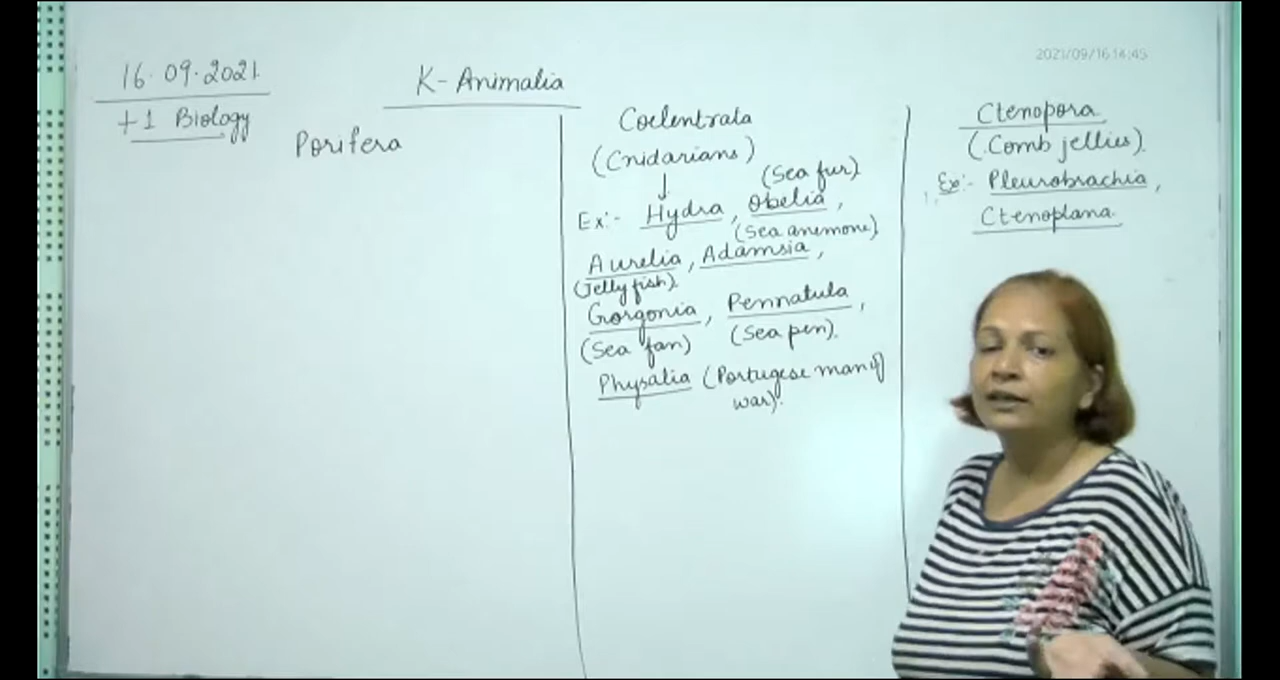 2021/09/16 14:45
16.09.2021.
+1 Biology
K- Animalia
Porifera
Coelentrata
(Cnidarians)
(Sea fur)
Ex:- Hydra, Obelia,
(Sea anemone)
Aurelia, Adamsia,
(Jelly fish).
Gorgonia, Pennatula,
(Sea fan) (Sea pen).
Physalia (Portugese man of
war).
Ctenopora
(Comb jellies).
Ex:- Pleurobrachia,
Ctenoplana.